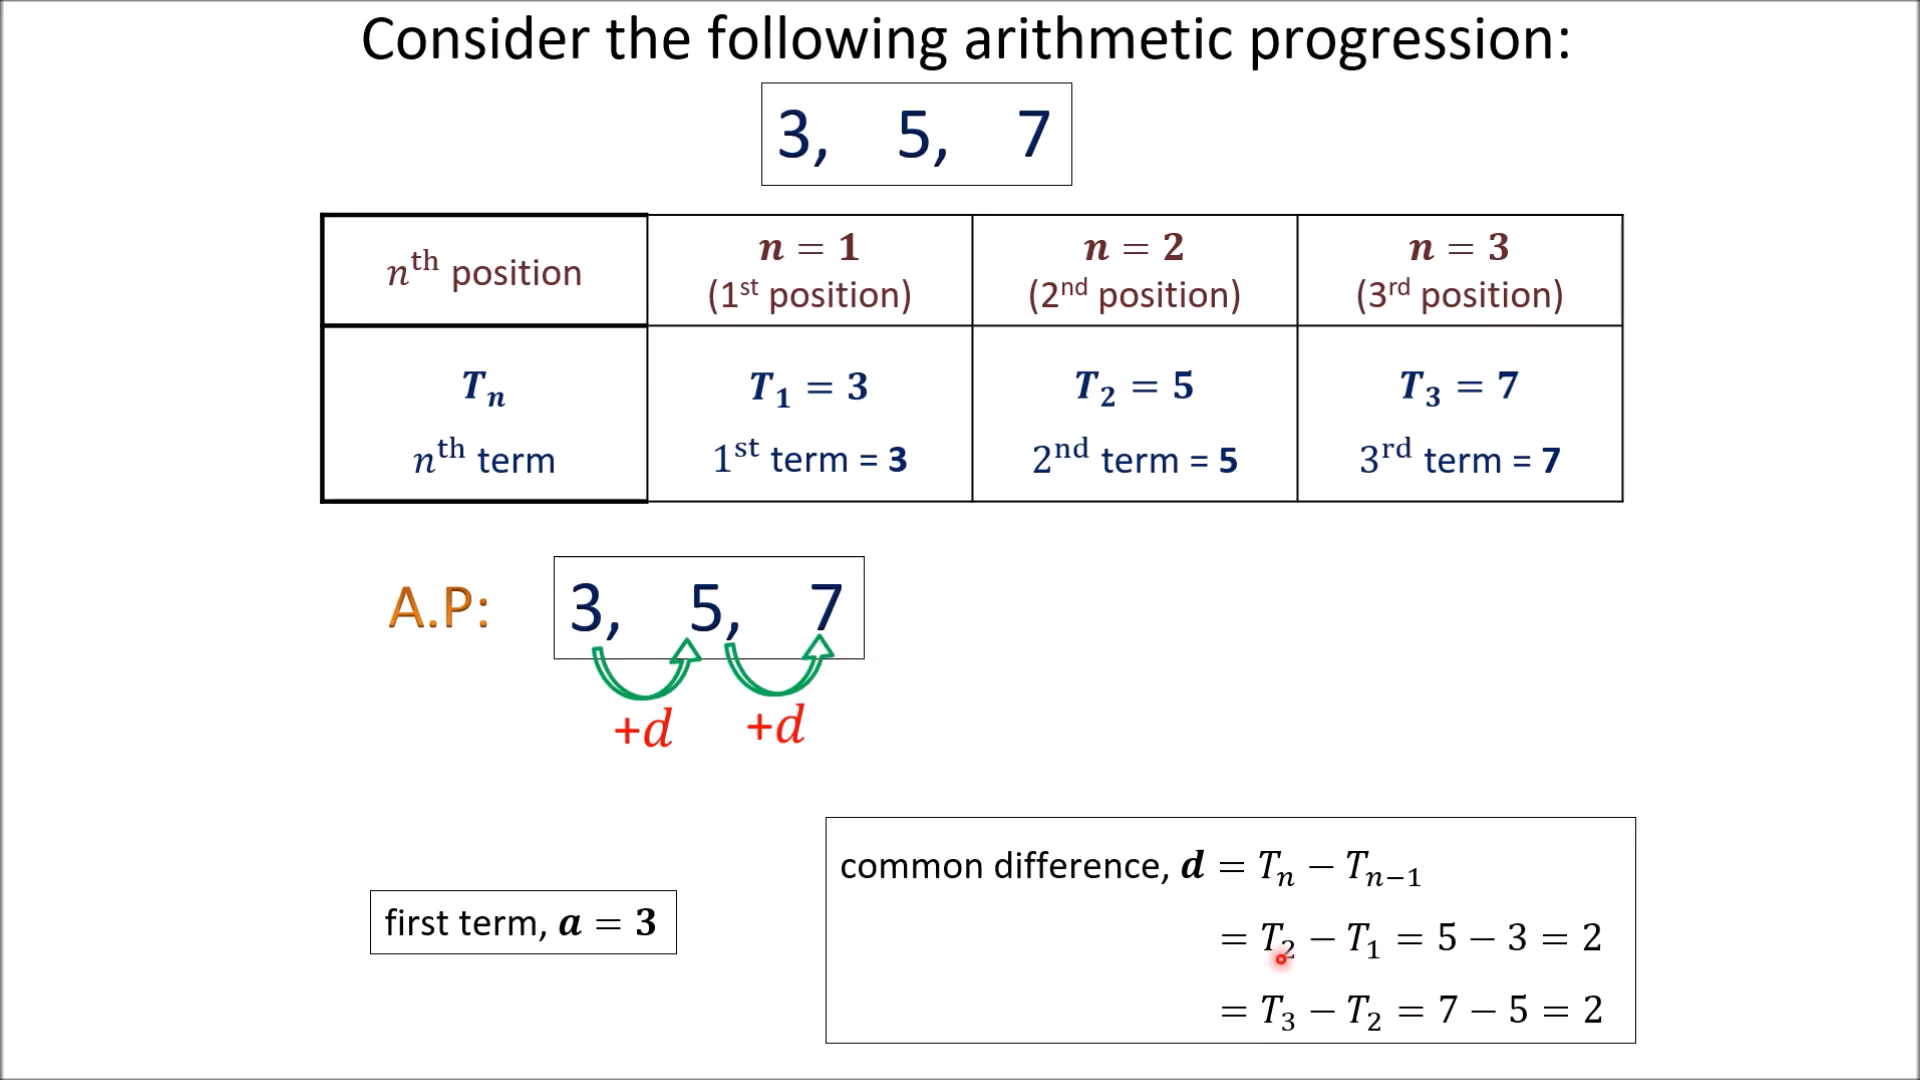 Consider the following arithmetic progression:
3, 5, 7
nᵗʰ position
n = 1
(1ˢᵗ position)
n = 2
(2ⁿᵈ position)
n = 3
(3ʳᵈ position)
Tₙ
nᵗʰ term
T₁ = 3
1ˢᵗ term = 3
T₂ = 5
2ⁿᵈ term = 5
T₃ = 7
3ʳᵈ term = 7
A.P: 3, 5, 7
+d +d
first term, a = 3
common difference, d = Tₙ − Tₙ₋₁
= T₂ − T₁ = 5 − 3 = 2
= T₃ − T₂ = 7 − 5 = 2